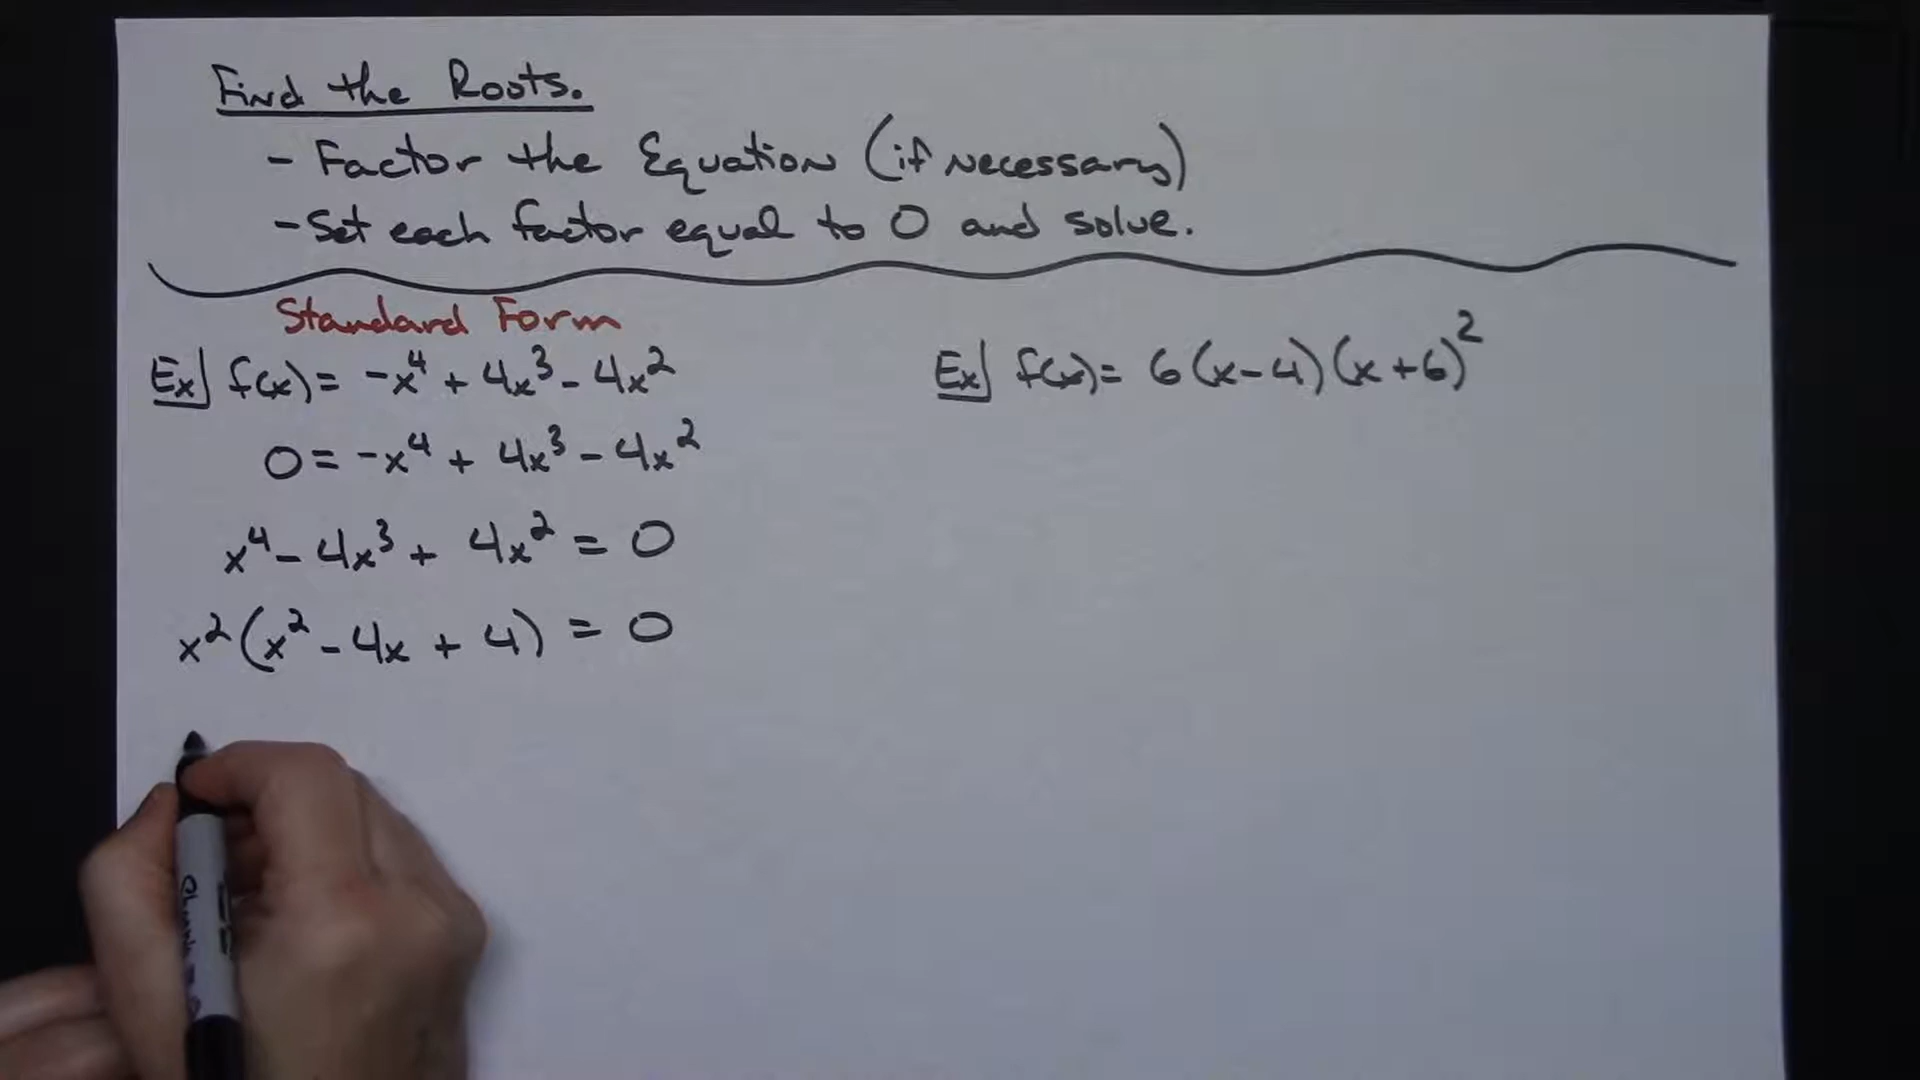 Find the Roots.
- Factor the Equation (if necessary)
- Set each factor equal to 0 and solve.
Standard Form
Ex] f(x) = -x⁴ + 4x³ - 4x²
0 = -x⁴ + 4x³ - 4x²
x⁴ - 4x³ + 4x² = 0
x²(x² - 4x + 4) = 0
Ex] f(x) = 6(x-4)(x+6)²